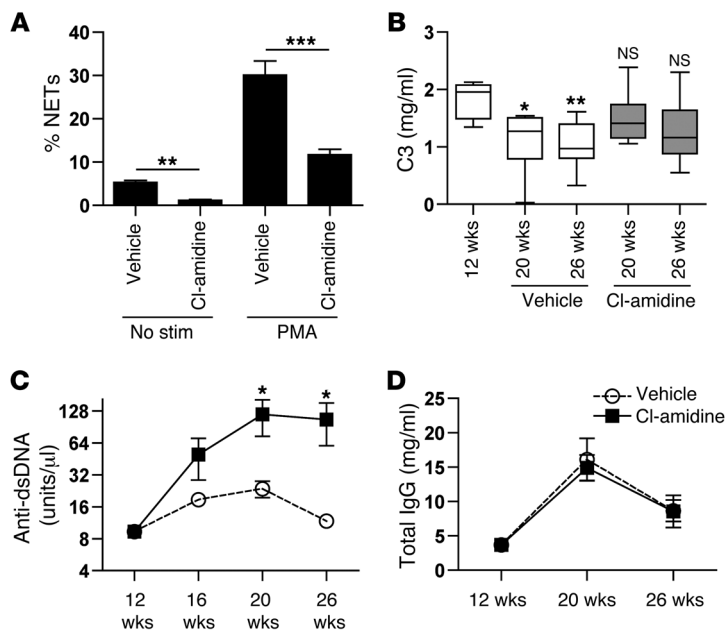 A
% NETs
40
30
20
10
0
**
***
Vehicle
Cl-amidine
Vehicle
Cl-amidine
No stim
PMA
B
C3 (mg/ml)
3
2
1
0
*
**
NS
NS
12 wks
20 wks
26 wks
20 wks
26 wks
Vehicle
Cl-amidine
C
Anti-dsDNA
(units/μl)
128
64
32
16
8
4
*
*
12 wks
16 wks
20 wks
26 wks
D
Total IgG (mg/ml)
25
20
15
10
5
0
Vehicle
Cl-amidine
12 wks
20 wks
26 wks